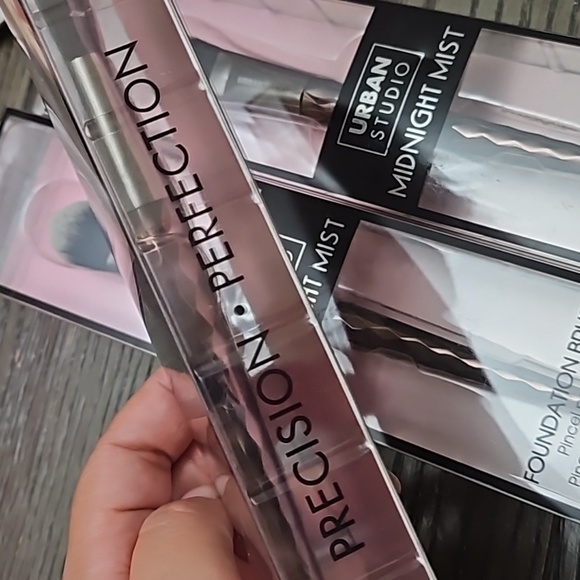 PRECISION • PERFECTION
URBAN
STUDIO
MIDNIGHT MIST
MIST
FOUNDATION